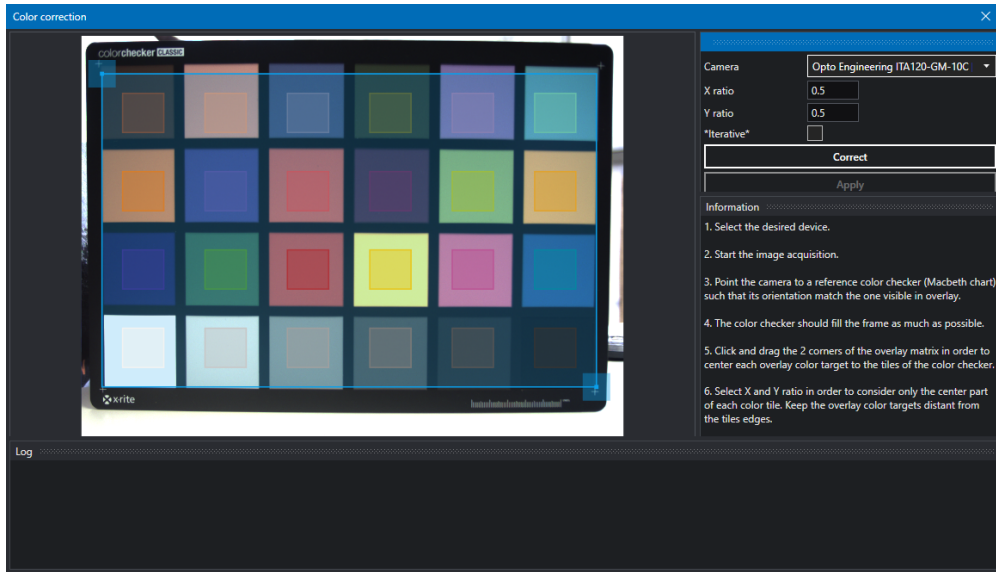 Color correction
colorchecker CLASSIC
x-rite
Camera
Opto Engineering ITA120-GM-10C
X ratio
0.5
Y ratio
0.5
*Iterative*
Correct
Apply
Information
1. Select the desired device.
2. Start the image acquisition.
3. Point the camera to a reference color checker (Macbeth chart)
such that its orientation match the one visible in overlay.
4. The color checker should fill the frame as much as possible.
5. Click and drag the 2 corners of the overlay matrix in order to
center each overlay color target to the tiles of the color checker.
6. Select X and Y ratio in order to consider only the center part
of each color tile. Keep the overlay color targets distant from
the tiles edges.
Log